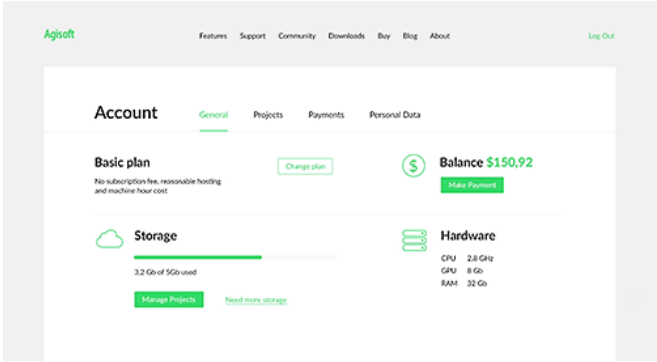 Agisoft
Features Support Community Downloads Buy Blog About
Log Out
Account
General Projects Payments Personal Data
Basic plan
No subscription fee, reasonable hosting
and machine hour cost
Change plan
$
Balance $150,92
Make Payment
Storage
3,2 Gb of 5Gb used
Manage Projects
Need more storage
Hardware
CPU 2,8 GHz
GPU 8 Gb
RAM 32 Gb